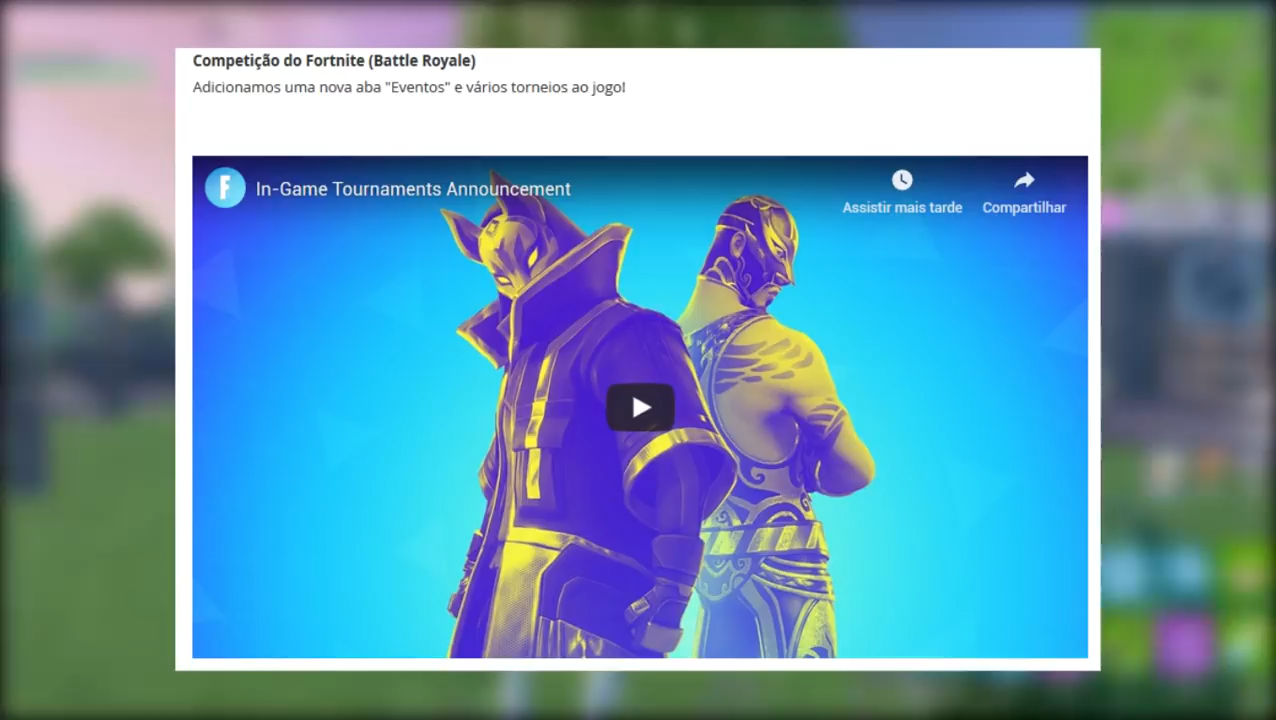 Competição do Fortnite (Battle Royale)
Adicionamos uma nova aba "Eventos" e vários torneios ao jogo!
F In-Game Tournaments Announcement
Assistir mais tarde
Compartilhar